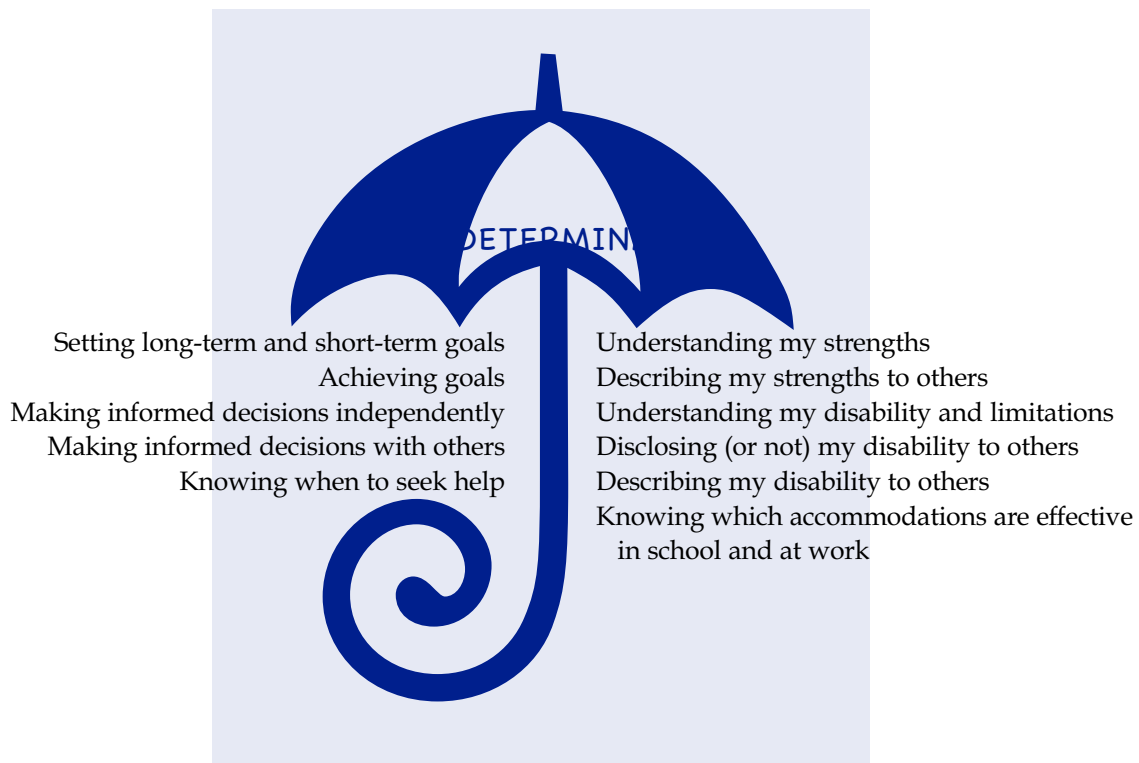 DETERMIN
Setting long-term and short-term goals
Achieving goals
Making informed decisions independently
Making informed decisions with others
Knowing when to seek help
Understanding my strengths
Describing my strengths to others
Understanding my disability and limitations
Disclosing (or not) my disability to others
Describing my disability to others
Knowing which accommodations are effective
in school and at work